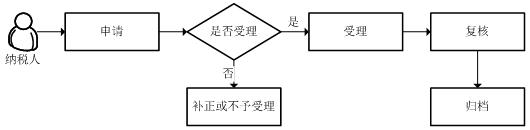 纳税人
申请
是否受理
是
受理
复核
否
补正或不予受理
归档